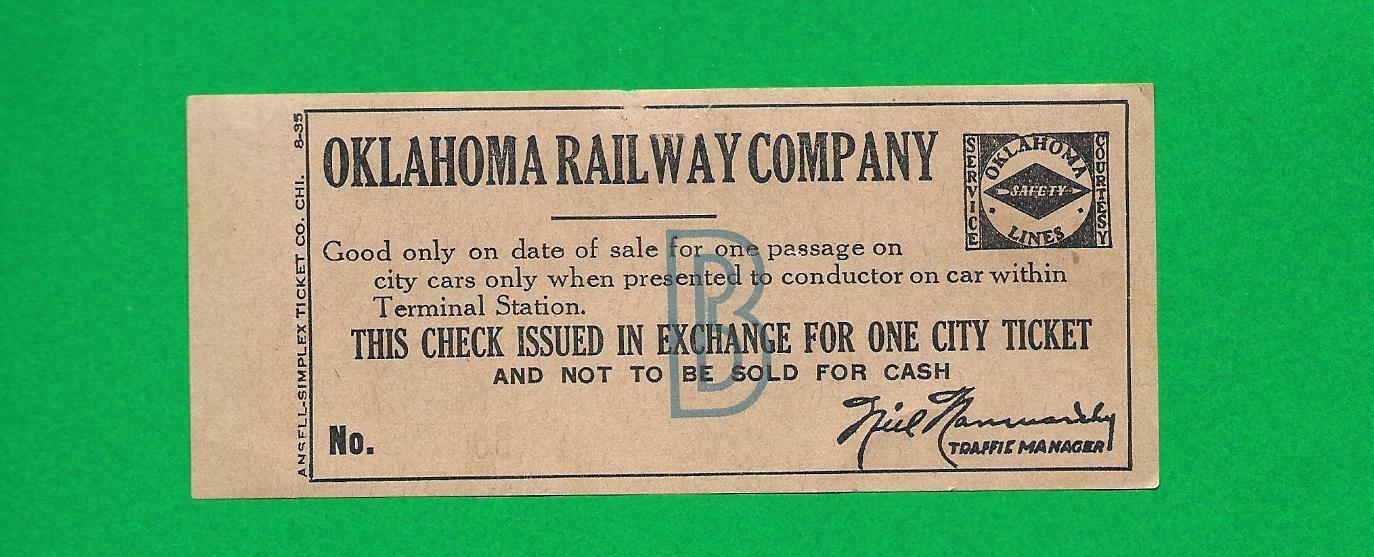 ANSELL-SIMPLEX TICKET CO. CHI. 8-35
OKLAHOMA RAILWAY COMPANY
SERVICE
OKLAHOMA
SAFETY
LINES
COURTESY
Good only on date of sale for one passage on
city cars only when presented to conductor on car within
Terminal Station.
B
THIS CHECK ISSUED IN EXCHANGE FOR ONE CITY TICKET
AND NOT TO BE SOLD FOR CASH
No.
TRAFFIC MANAGER